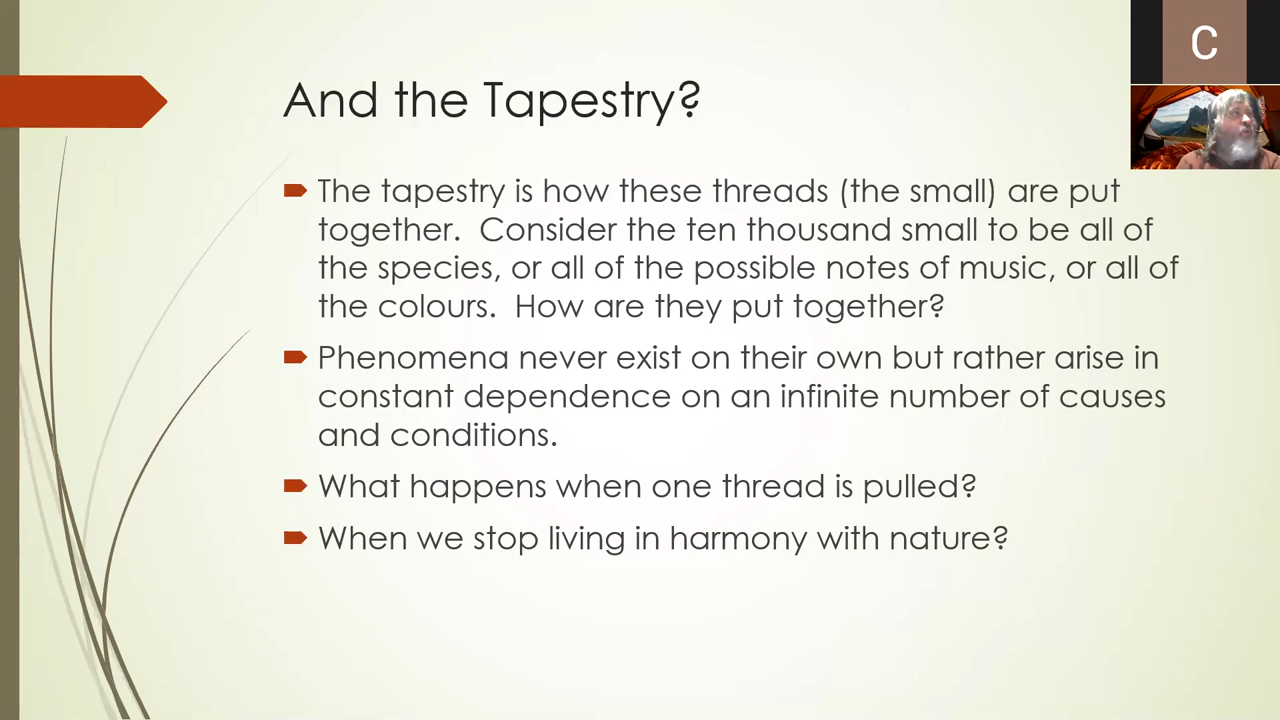 And the Tapestry?
The tapestry is how these threads (the small) are put
together.  Consider the ten thousand small to be all of
the species, or all of the possible notes of music, or all of
the colours.  How are they put together?
Phenomena never exist on their own but rather arise in
constant dependence on an infinite number of causes
and conditions.
What happens when one thread is pulled?
When we stop living in harmony with nature?
C